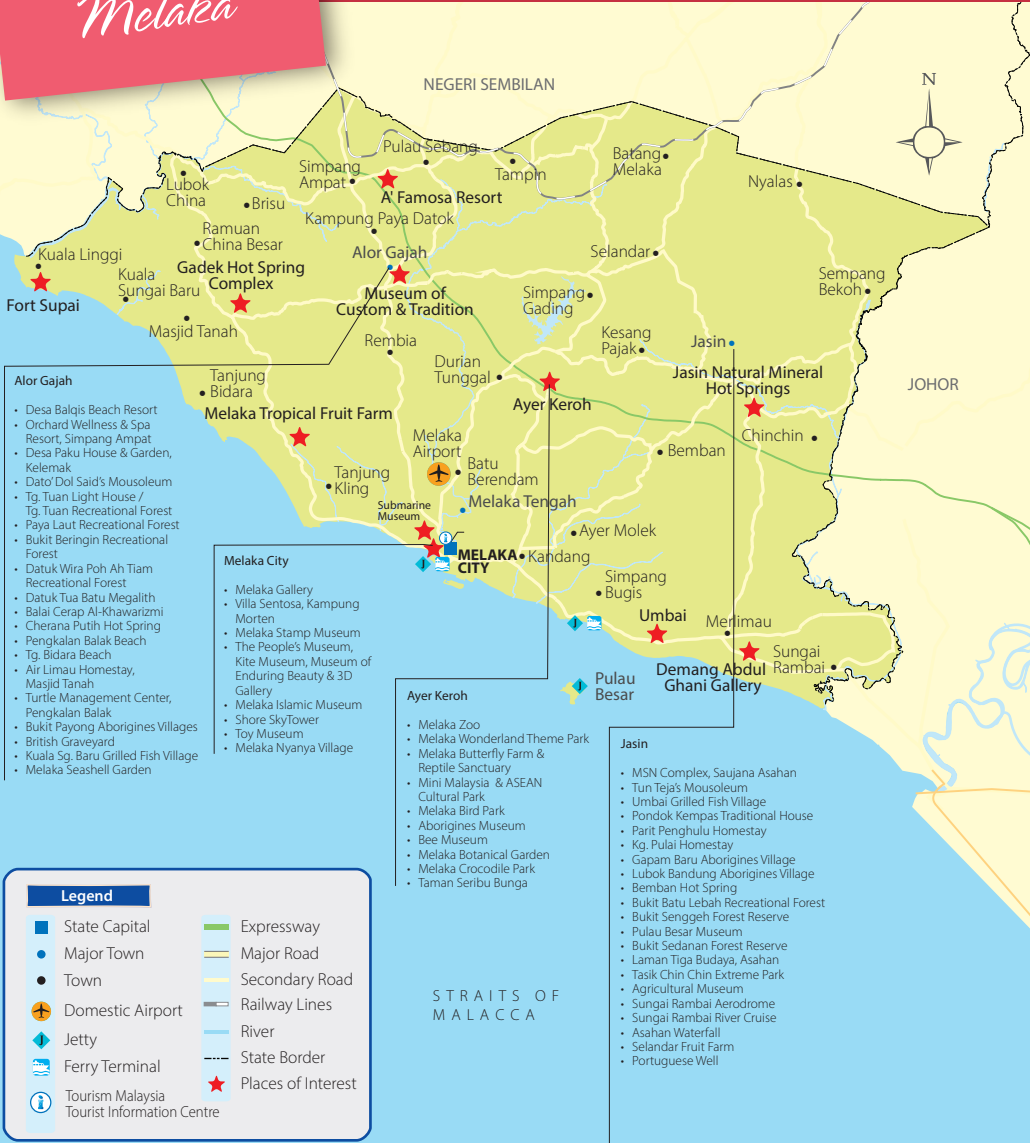 Melaka
NEGERI SEMBILAN
N
Pulau Sebang
Simpang
Ampat
Tampin
Batang
Melaka
Nyalas
Lubok
China
Brisu
A' Famosa Resort
Kampung Paya Datok
Ramuan
China Besar
Alor Gajah
Selandar
Kuala Linggi
Kuala
Sungai Baru
Gadek Hot Spring
Complex
Sempang
Bekoh
Fort Supai
Museum of
Custom & Tradition
Simpang
Gading
Masjid Tanah
Rembia
Kesang
Pajak
Jasin
Durian
Tunggal
Jasin Natural Mineral
Hot Springs
JOHOR
Tanjung
Bidara
Ayer Keroh
Melaka Tropical Fruit Farm
Chinchin
Melaka
Airport
Bemban
Batu
Berendam
Tanjung
Kling
Melaka Tengah
Submarine
Museum
Ayer Molek
MELAKA
CITY
Kandang
Simpang
Bugis
Umbai
Merlimau
J
J
J
Sungai
Rambai
Demang Abdul
Ghani Gallery
Pulau
Besar
Alor Gajah
• Desa Balqis Beach Resort
• Orchard Wellness & Spa
Resort, Simpang Ampat
• Desa Paku House & Garden,
Kelemak
• Dato' Dol Said's Mousoleum
• Tg. Tuan Light House /
Tg. Tuan Recreational Forest
• Paya Laut Recreational Forest
• Bukit Beringin Recreational
Forest
• Datuk Wira Poh Ah Tiam
Recreational Forest
• Datuk Tua Batu Megalith
• Balai Cerap Al-Khawarizmi
• Cherana Putih Hot Spring
• Pengkalan Balak Beach
• Tg. Bidara Beach
• Air Limau Homestay,
Masjid Tanah
• Turtle Management Center,
Pengkalan Balak
• Bukit Payong Aborigines Villages
• British Graveyard
• Kuala Sg. Baru Grilled Fish Village
• Melaka Seashell Garden
Melaka City
• Melaka Gallery
• Villa Sentosa, Kampung
Morten
• Melaka Stamp Museum
• The People's Museum,
Kite Museum, Museum of
Enduring Beauty & 3D
Gallery
• Melaka Islamic Museum
• Shore SkyTower
• Toy Museum
• Melaka Nyanya Village
Ayer Keroh
• Melaka Zoo
• Melaka Wonderland Theme Park
• Melaka Butterfly Farm &
Reptile Sanctuary
• Mini Malaysia & ASEAN
Cultural Park
• Melaka Bird Park
• Aborigines Museum
• Bee Museum
• Melaka Botanical Garden
• Melaka Crocodile Park
• Taman Seribu Bunga
Jasin
• MSN Complex, Saujana Asahan
• Tun Teja's Mousoleum
• Umbai Grilled Fish Village
• Pondok Kempas Traditional House
• Parit Penghulu Homestay
• Kg. Pulai Homestay
• Gapam Baru Aborigines Village
• Lubok Bandung Aborigines Village
• Bemban Hot Spring
• Bukit Batu Lebah Recreational Forest
• Bukit Senggeh Forest Reserve
• Pulau Besar Museum
• Bukit Sedanan Forest Reserve
• Laman Tiga Budaya, Asahan
• Tasik Chin Chin Extreme Park
• Agricultural Museum
• Sungai Rambai Aerodrome
• Sungai Rambai River Cruise
• Asahan Waterfall
• Selandar Fruit Farm
• Portuguese Well
STRAITS OF
MALACCA
Legend
State Capital
Major Town
Town
Domestic Airport
J Jetty
Ferry Terminal
i Tourism Malaysia
Tourist Information Centre
Expressway
Major Road
Secondary Road
Railway Lines
River
State Border
Places of Interest